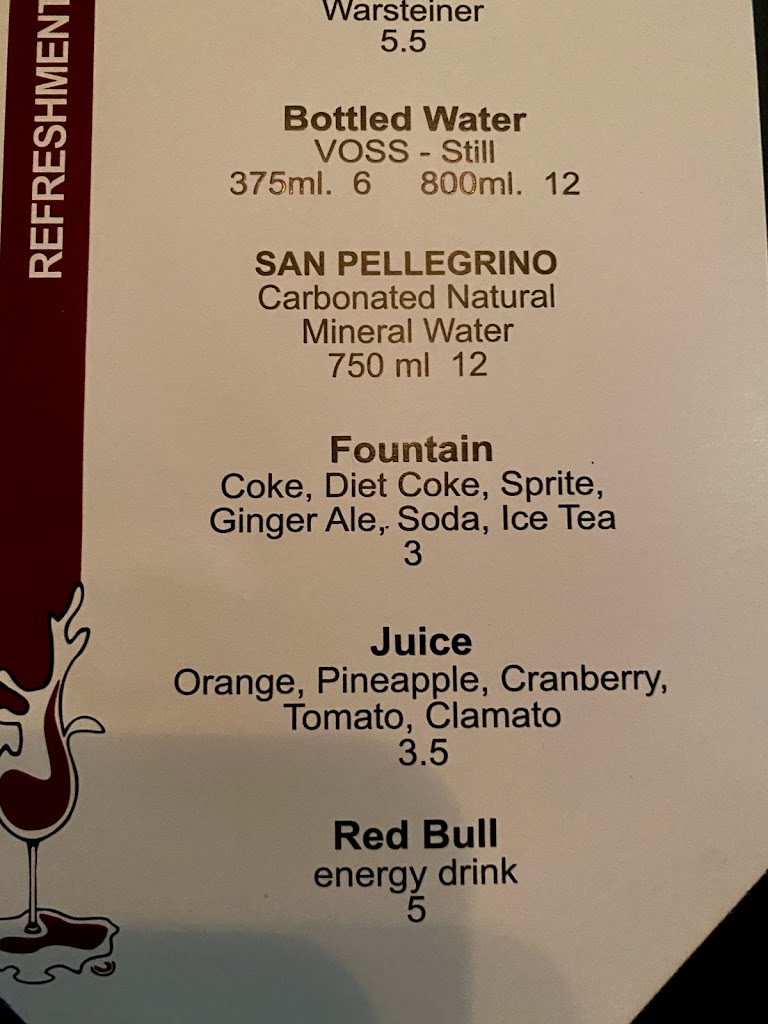 REFRESHMENT
Warsteiner
5.5
Bottled Water
VOSS - Still
375ml. 6 800ml. 12
SAN PELLEGRINO
Carbonated Natural
Mineral Water
750 ml 12
Fountain
Coke, Diet Coke, Sprite,
Ginger Ale, Soda, Ice Tea
3
Juice
Orange, Pineapple, Cranberry,
Tomato, Clamato
3.5
Red Bull
energy drink
5